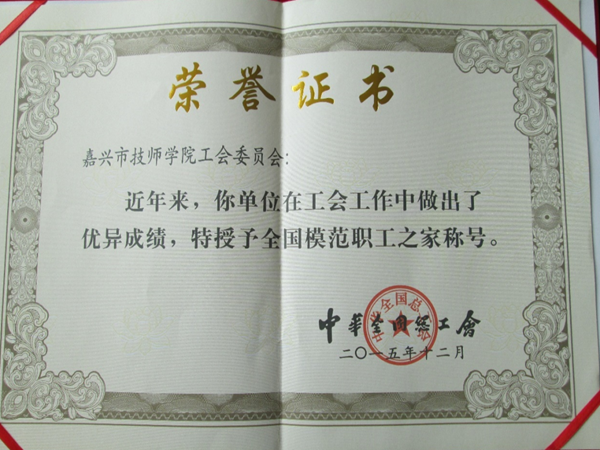 荣誉证书
嘉兴市技师学院工会委员会:
近年来，你单位在工会工作中做出了
优异成绩，特授予全国模范职工之家称号。
中華全国总工會
二〇一五年十二月